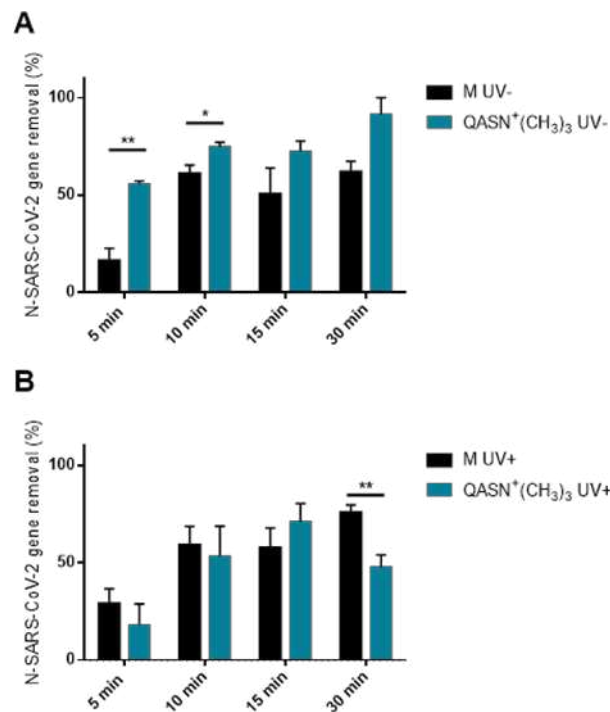 A
N-SARS-CoV-2 gene removal (%)
100
50
0
**
*
5 min
10 min
15 min
30 min
M UV-
QASN⁺(CH₃)₃ UV-
B
N-SARS-CoV-2 gene removal (%)
100
50
0
**
5 min
10 min
15 min
30 min
M UV+
QASN⁺(CH₃)₃ UV+